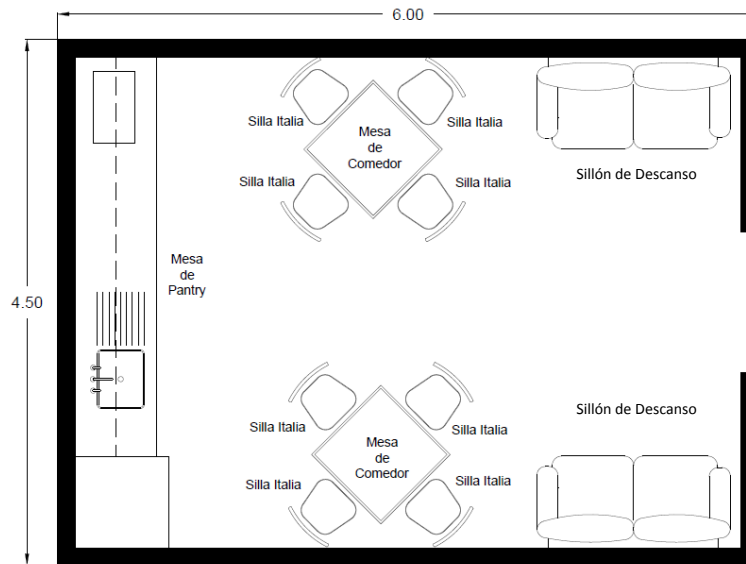 6.00
Silla Italia
Silla Italia
Mesa
de
Comedor
Silla Italia
Silla Italia
Sillón de Descanso
Mesa
de
Pantry
4.50
Sillón de Descanso
Silla Italia
Silla Italia
Mesa
de
Comedor
Silla Italia
Silla Italia